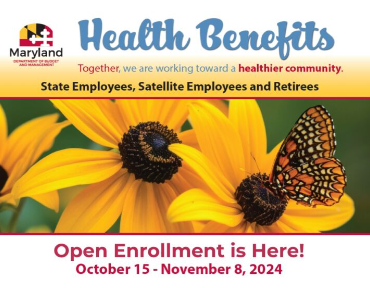 Maryland
DEPARTMENT OF BUDGET
AND MANAGEMENT
Health Benefits
Together, we are working toward a healthier community.
State Employees, Satellite Employees and Retirees
Open Enrollment is Here!
October 15 - November 8, 2024